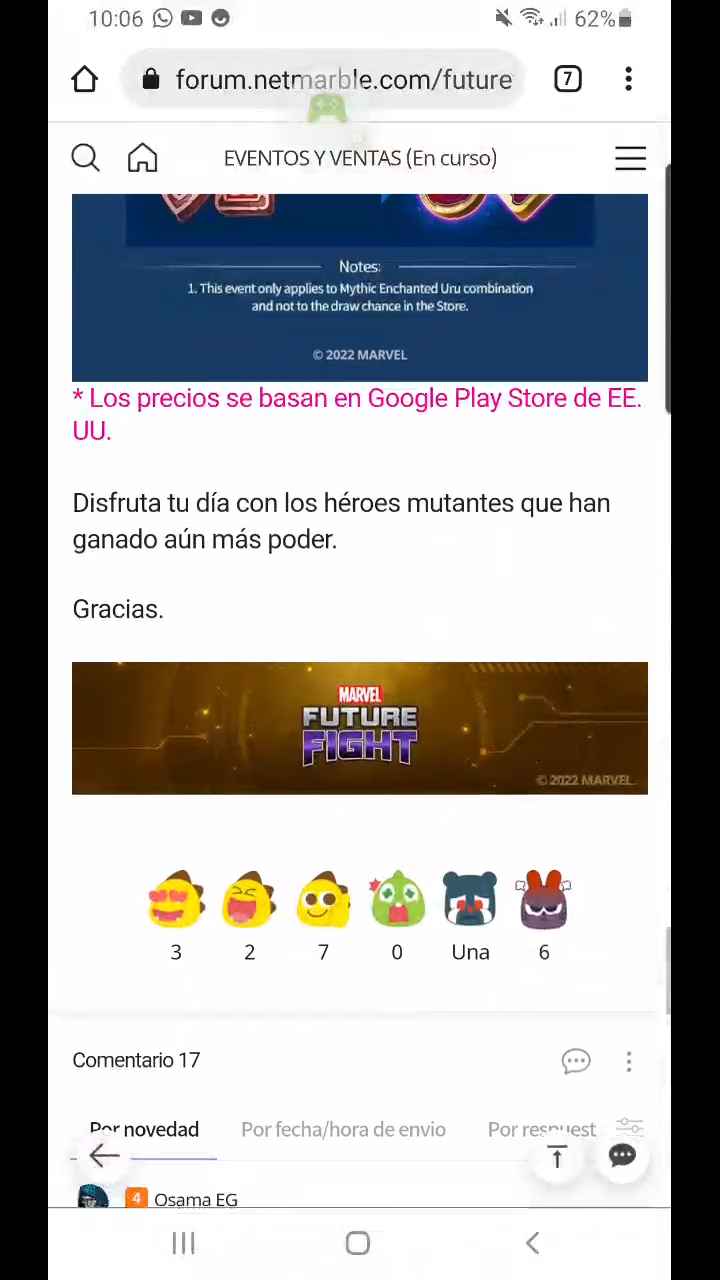 10:06
62%
forum.netmarble.com/future
7
EVENTOS Y VENTAS (En curso)
Notes:
1. This event only applies to Mythic Enchanted Uru combination
and not to the draw chance in the Store.
© 2022 MARVEL
* Los precios se basan en Google Play Store de EE.
UU.
Disfruta tu día con los héroes mutantes que han
ganado aún más poder.
Gracias.
MARVEL
FUTURE
FIGHT
© 2022 MARVEL
3 2 7 0 Una 6
Comentario 17
Por novedad Por fecha/hora de envio Por respuest
4 Osama EG